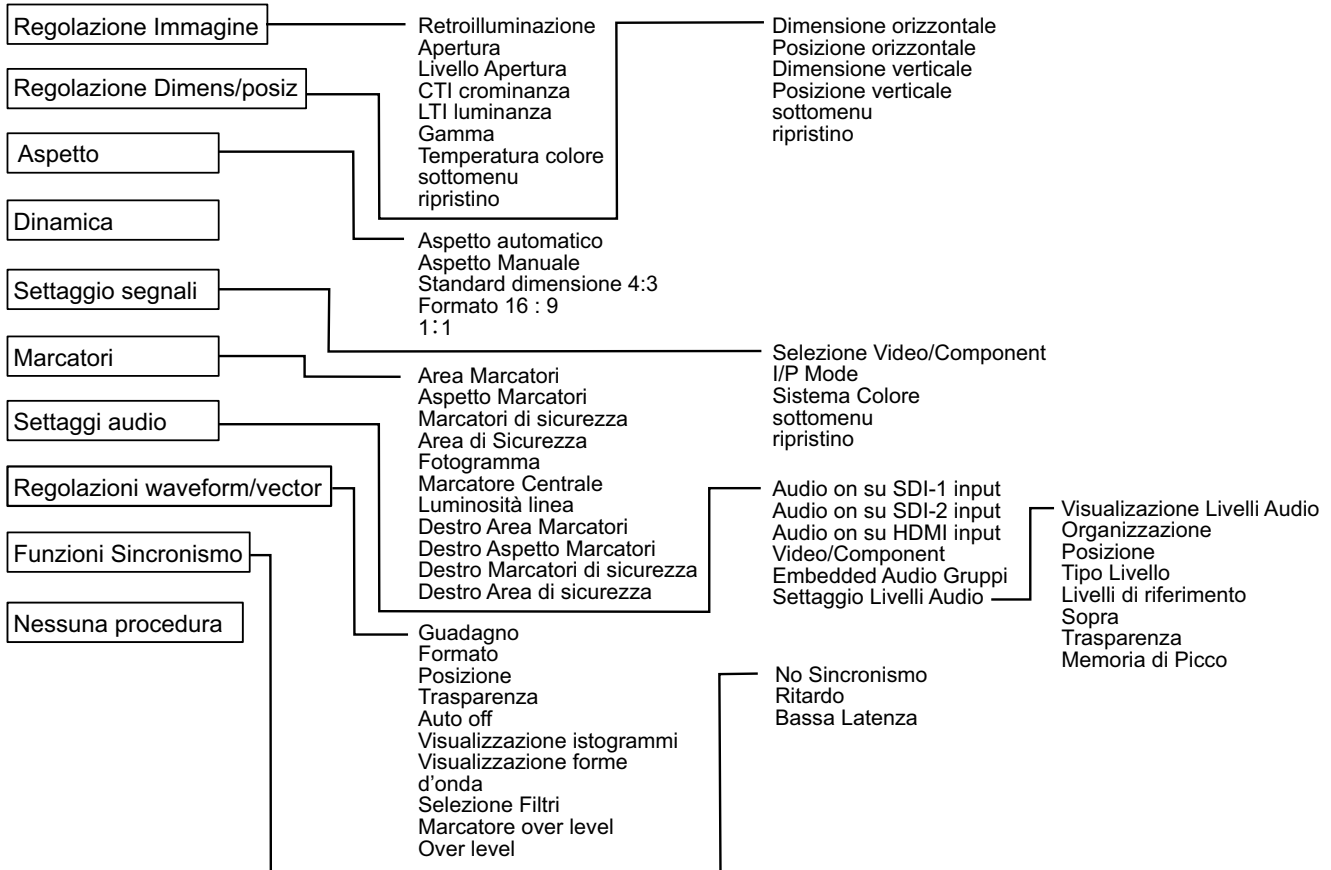 Regolazione Immagine
Regolazione Dimens/posiz
Aspetto
Dinamica
Settaggio segnali
Marcatori
Settaggi audio
Regolazioni waveform/vector
Funzioni Sincronismo
Nessuna procedura
Retroilluminazione
Apertura
Livello Apertura
CTI crominanza
LTI luminanza
Gamma
Temperatura colore
sottomenu
ripristino
Dimensione orizzontale
Posizione orizzontale
Dimensione verticale
Posizione verticale
sottomenu
ripristino
Aspetto automatico
Aspetto Manuale
Standard dimensione 4:3
Formato 16 : 9
1:1
Selezione Video/Component
I/P Mode
Sistema Colore
sottomenu
ripristino
Area Marcatori
Aspetto Marcatori
Marcatori di sicurezza
Area di Sicurezza
Fotogramma
Marcatore Centrale
Luminosità linea
Destro Area Marcatori
Destro Aspetto Marcatori
Destro Marcatori di sicurezza
Destro Area di sicurezza
Audio on su SDI-1 input
Audio on su SDI-2 input
Audio on su HDMI input
Video/Component
Embedded Audio Gruppi
Settaggio Livelli Audio
Visualizazione Livelli Audio
Organizzazione
Posizione
Tipo Livello
Livelli di riferimento
Sopra
Trasparenza
Memoria di Picco
Guadagno
Formato
Posizione
Trasparenza
Auto off
Visualizzazione istogrammi
Visualizzazione forme
d'onda
Selezione Filtri
Marcatore over level
Over level
No Sincronismo
Ritardo
Bassa Latenza